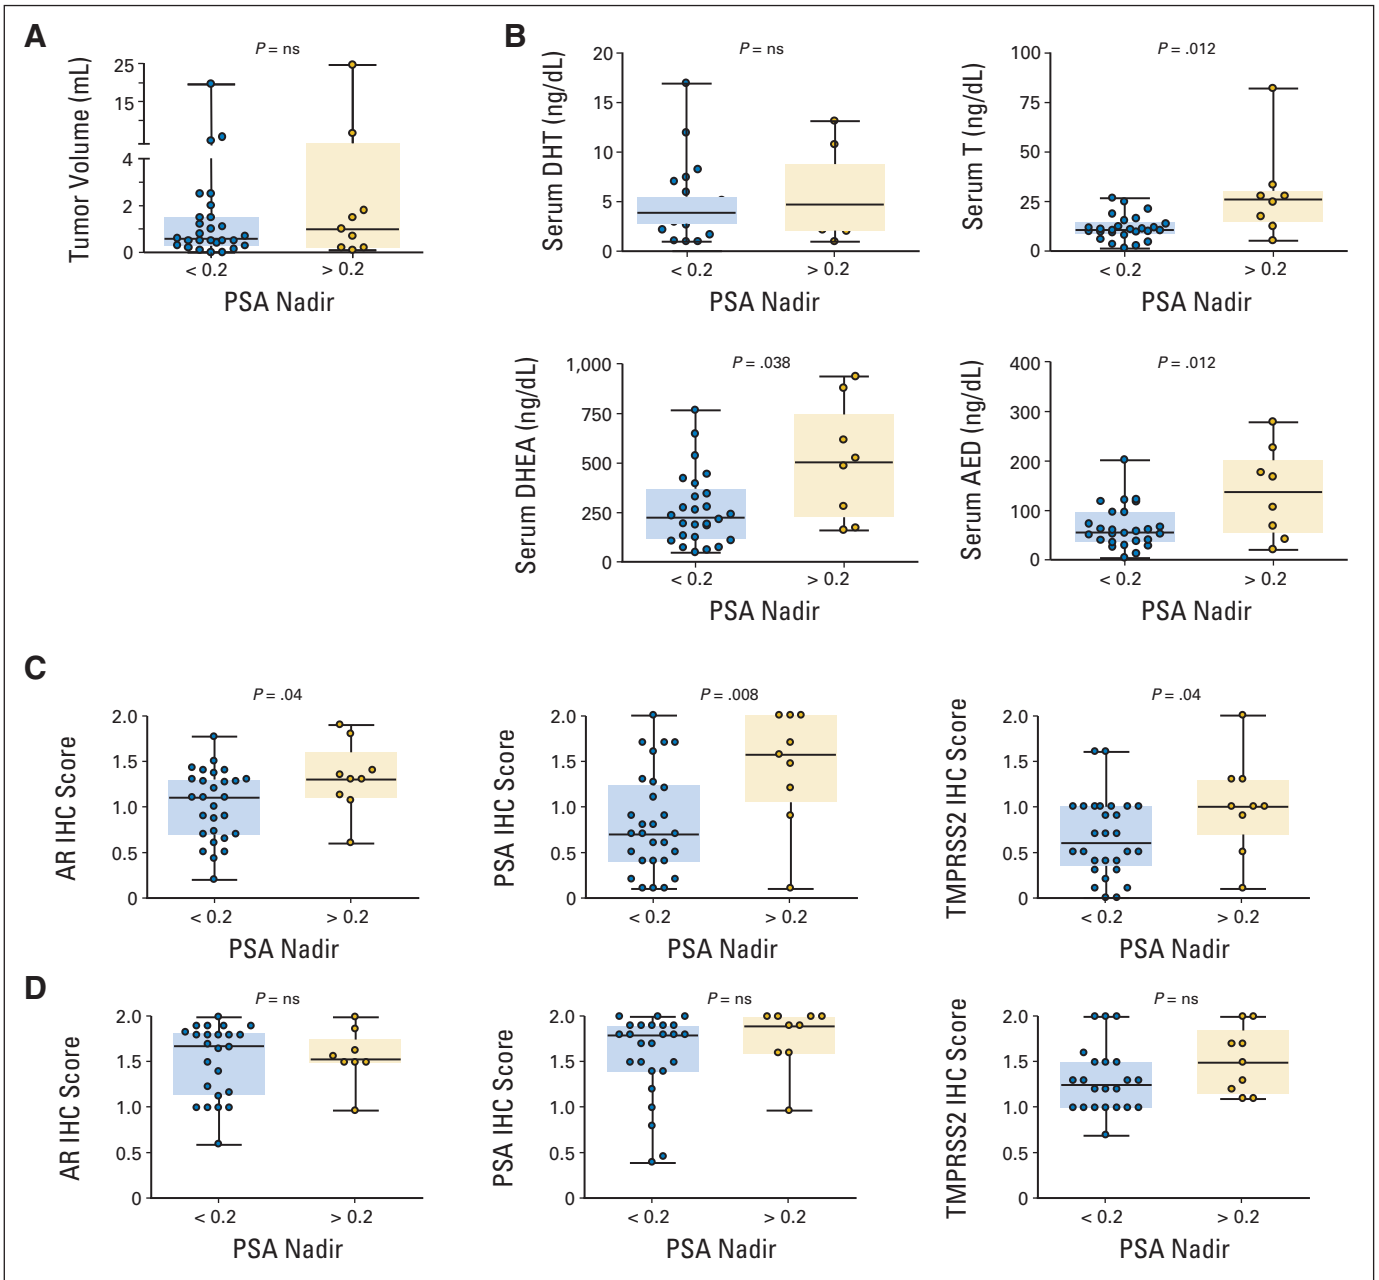 A
P = ns
Tumor Volume (mL)
25
15
4
2
0
< 0.2
> 0.2
PSA Nadir
B
P = ns
Serum DHT (ng/dL)
20
15
10
5
0
< 0.2
> 0.2
PSA Nadir
P = .012
Serum T (ng/dL)
100
75
50
25
0
< 0.2
> 0.2
PSA Nadir
P = .038
Serum DHEA (ng/dL)
1,000
750
500
250
0
< 0.2
> 0.2
PSA Nadir
P = .012
Serum AED (ng/dL)
400
300
200
100
0
< 0.2
> 0.2
PSA Nadir
C
P = .04
AR IHC Score
2.0
1.5
1.0
0.5
0
< 0.2
> 0.2
PSA Nadir
P = .008
PSA IHC Score
2.0
1.5
1.0
0.5
0
< 0.2
> 0.2
PSA Nadir
P = .04
TMPRSS2 IHC Score
2.0
1.5
1.0
0.5
0
< 0.2
> 0.2
PSA Nadir
D
P = ns
AR IHC Score
2.0
1.5
1.0
0.5
0
< 0.2
> 0.2
PSA Nadir
P = ns
PSA IHC Score
2.0
1.5
1.0
0.5
0
< 0.2
> 0.2
PSA Nadir
P = ns
TMPRSS2 IHC Score
2.0
1.5
1.0
0.5
0
< 0.2
> 0.2
PSA Nadir